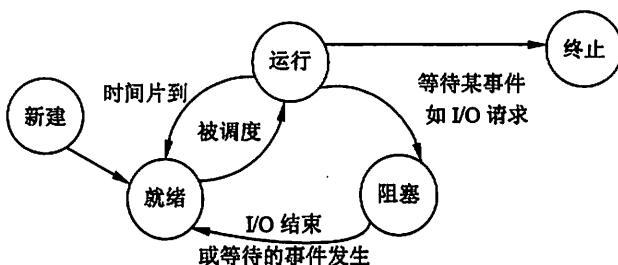 运行
终止
时间片到
等待某事件
如 I/O 请求
新建
被调度
就绪
阻塞
I/O 结束
或等待的事件发生